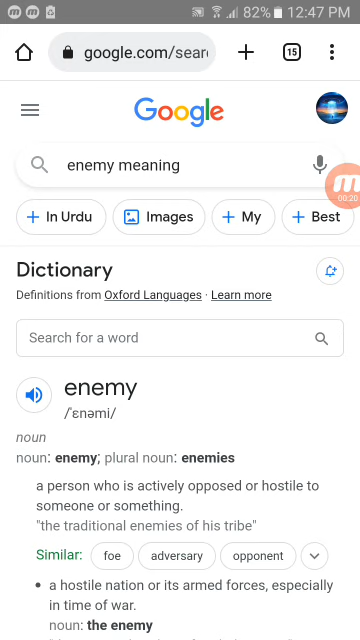 82% 12:47 PM
google.com/sear
15
Google
enemy meaning
00:20
+ In Urdu
Images
+ My
+ Best
Dictionary
Definitions from Oxford Languages · Learn more
Search for a word
enemy
/ˈɛnəmi/
noun
noun: enemy; plural noun: enemies
a person who is actively opposed or hostile to
someone or something.
"the traditional enemies of his tribe"
Similar: foe adversary opponent
• a hostile nation or its armed forces, especially
in time of war.
noun: the enemy